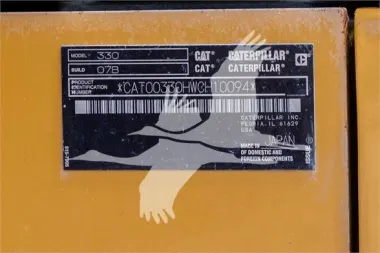 MODEL 330 CAT® CATERPILLAR® C
BUILD 07B CAT® CATERPILLAR®
PRODUCT IDENTIFICATION NUMBER *CAT00330HWCH10094*
CATERPILLAR INC.
PEORIA, IL 61629
USA
JAPAN
MADE IN
OF DOMESTIC AND
FOREIGN COMPONENTS